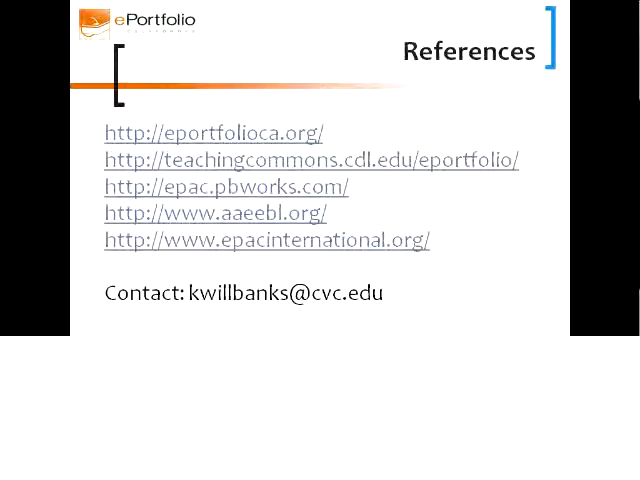 ePortfolio
CALIFORNIA
References
http://eportfolioca.org/
http://teachingcommons.cdl.edu/eportfolio/
http://epac.pbworks.com/
http://www.aaeebl.org/
http://www.epacinternational.org/
Contact: kwillbanks@cvc.edu